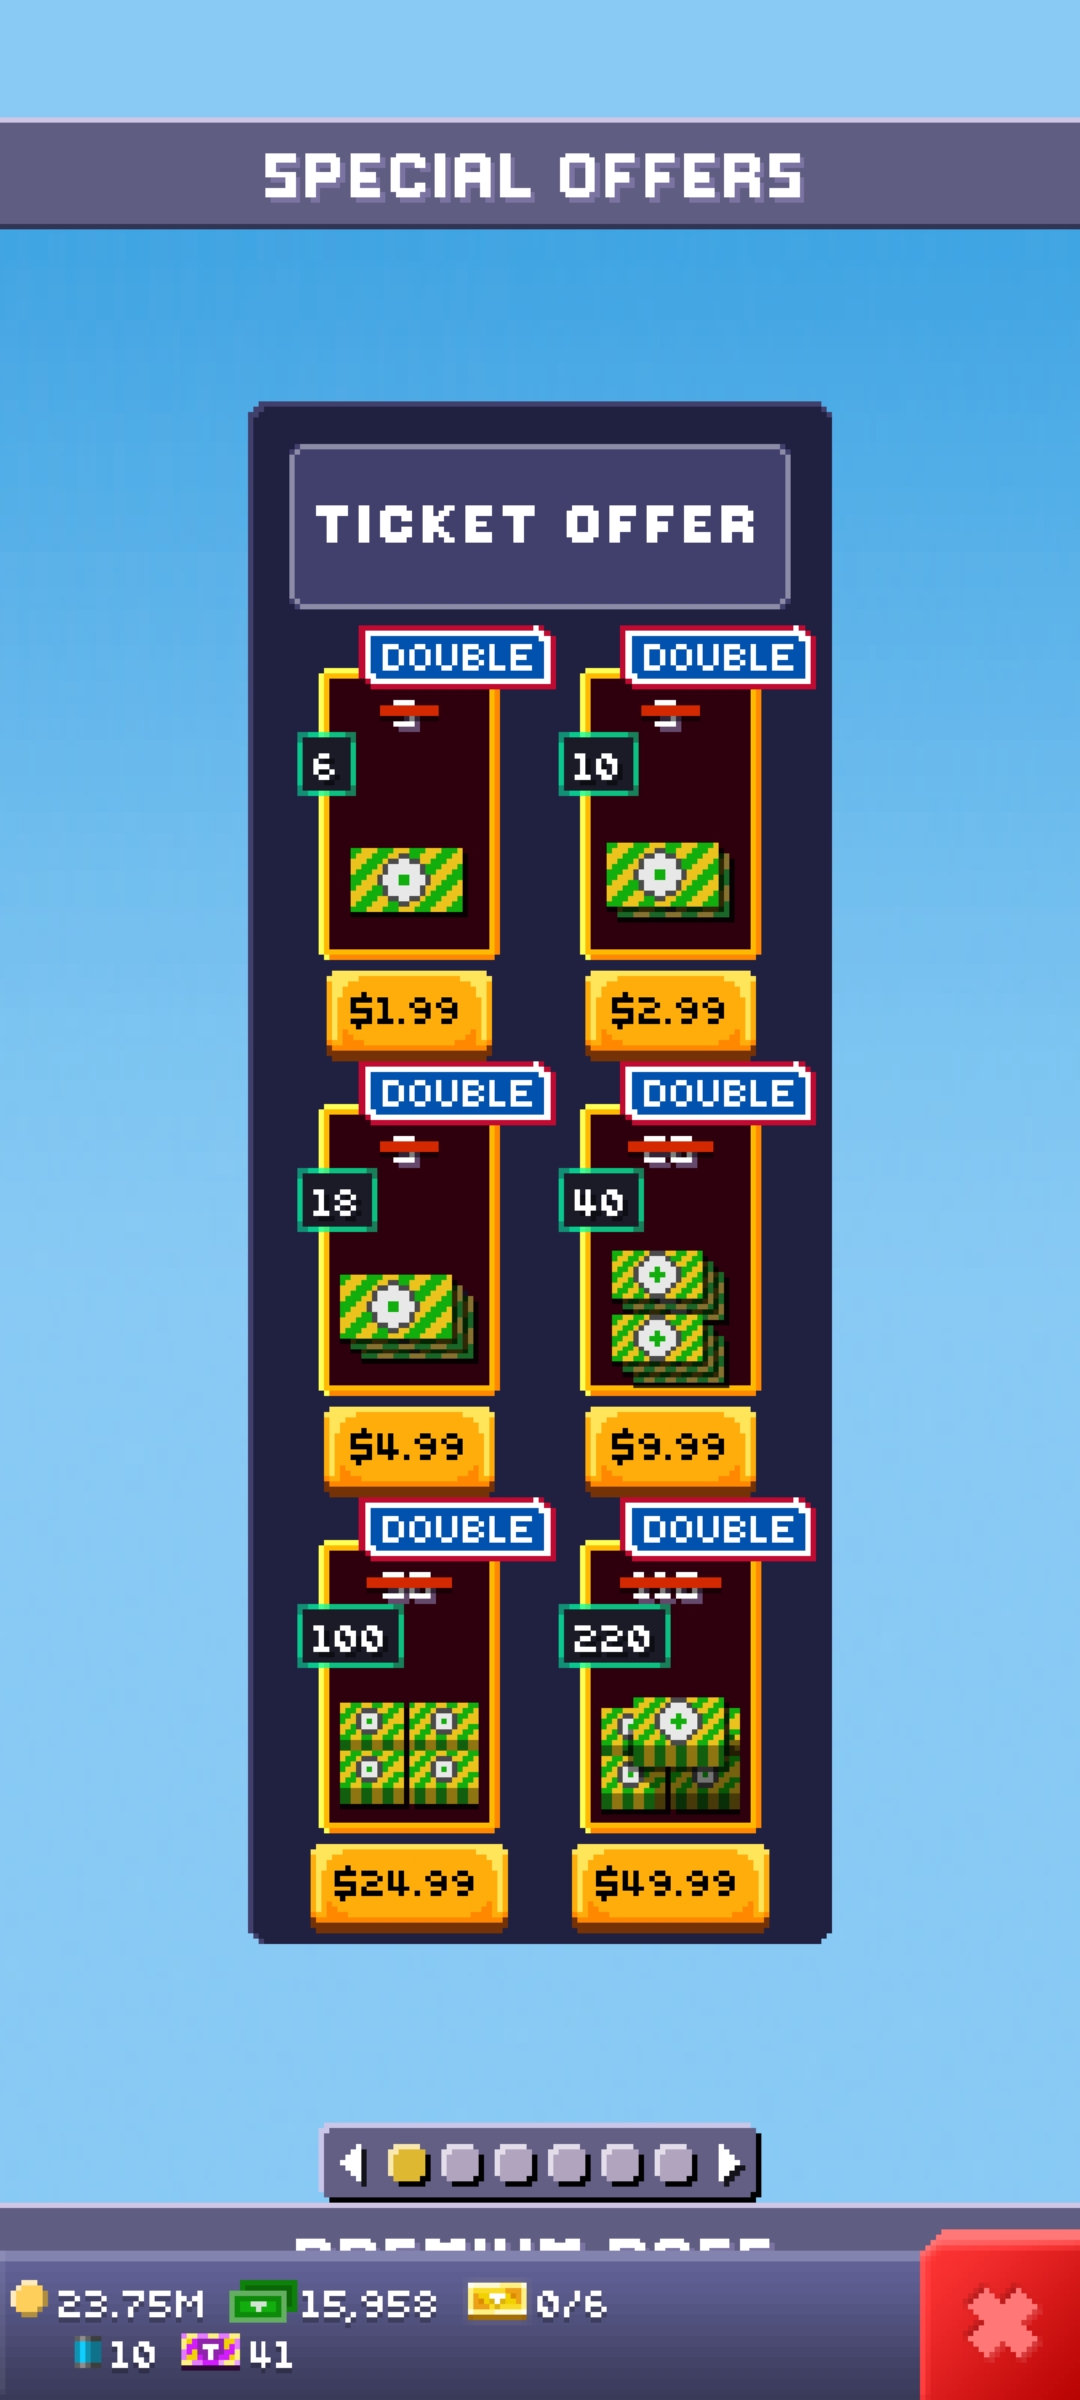 SPECIAL OFFERS
TICKET OFFER
DOUBLE DOUBLE
6 10
$1.99 $2.99
DOUBLE DOUBLE
18 40
$4.99 $9.99
DOUBLE DOUBLE
100 220
$24.99 $49.99
23.75M 15,958 0/6
10 41